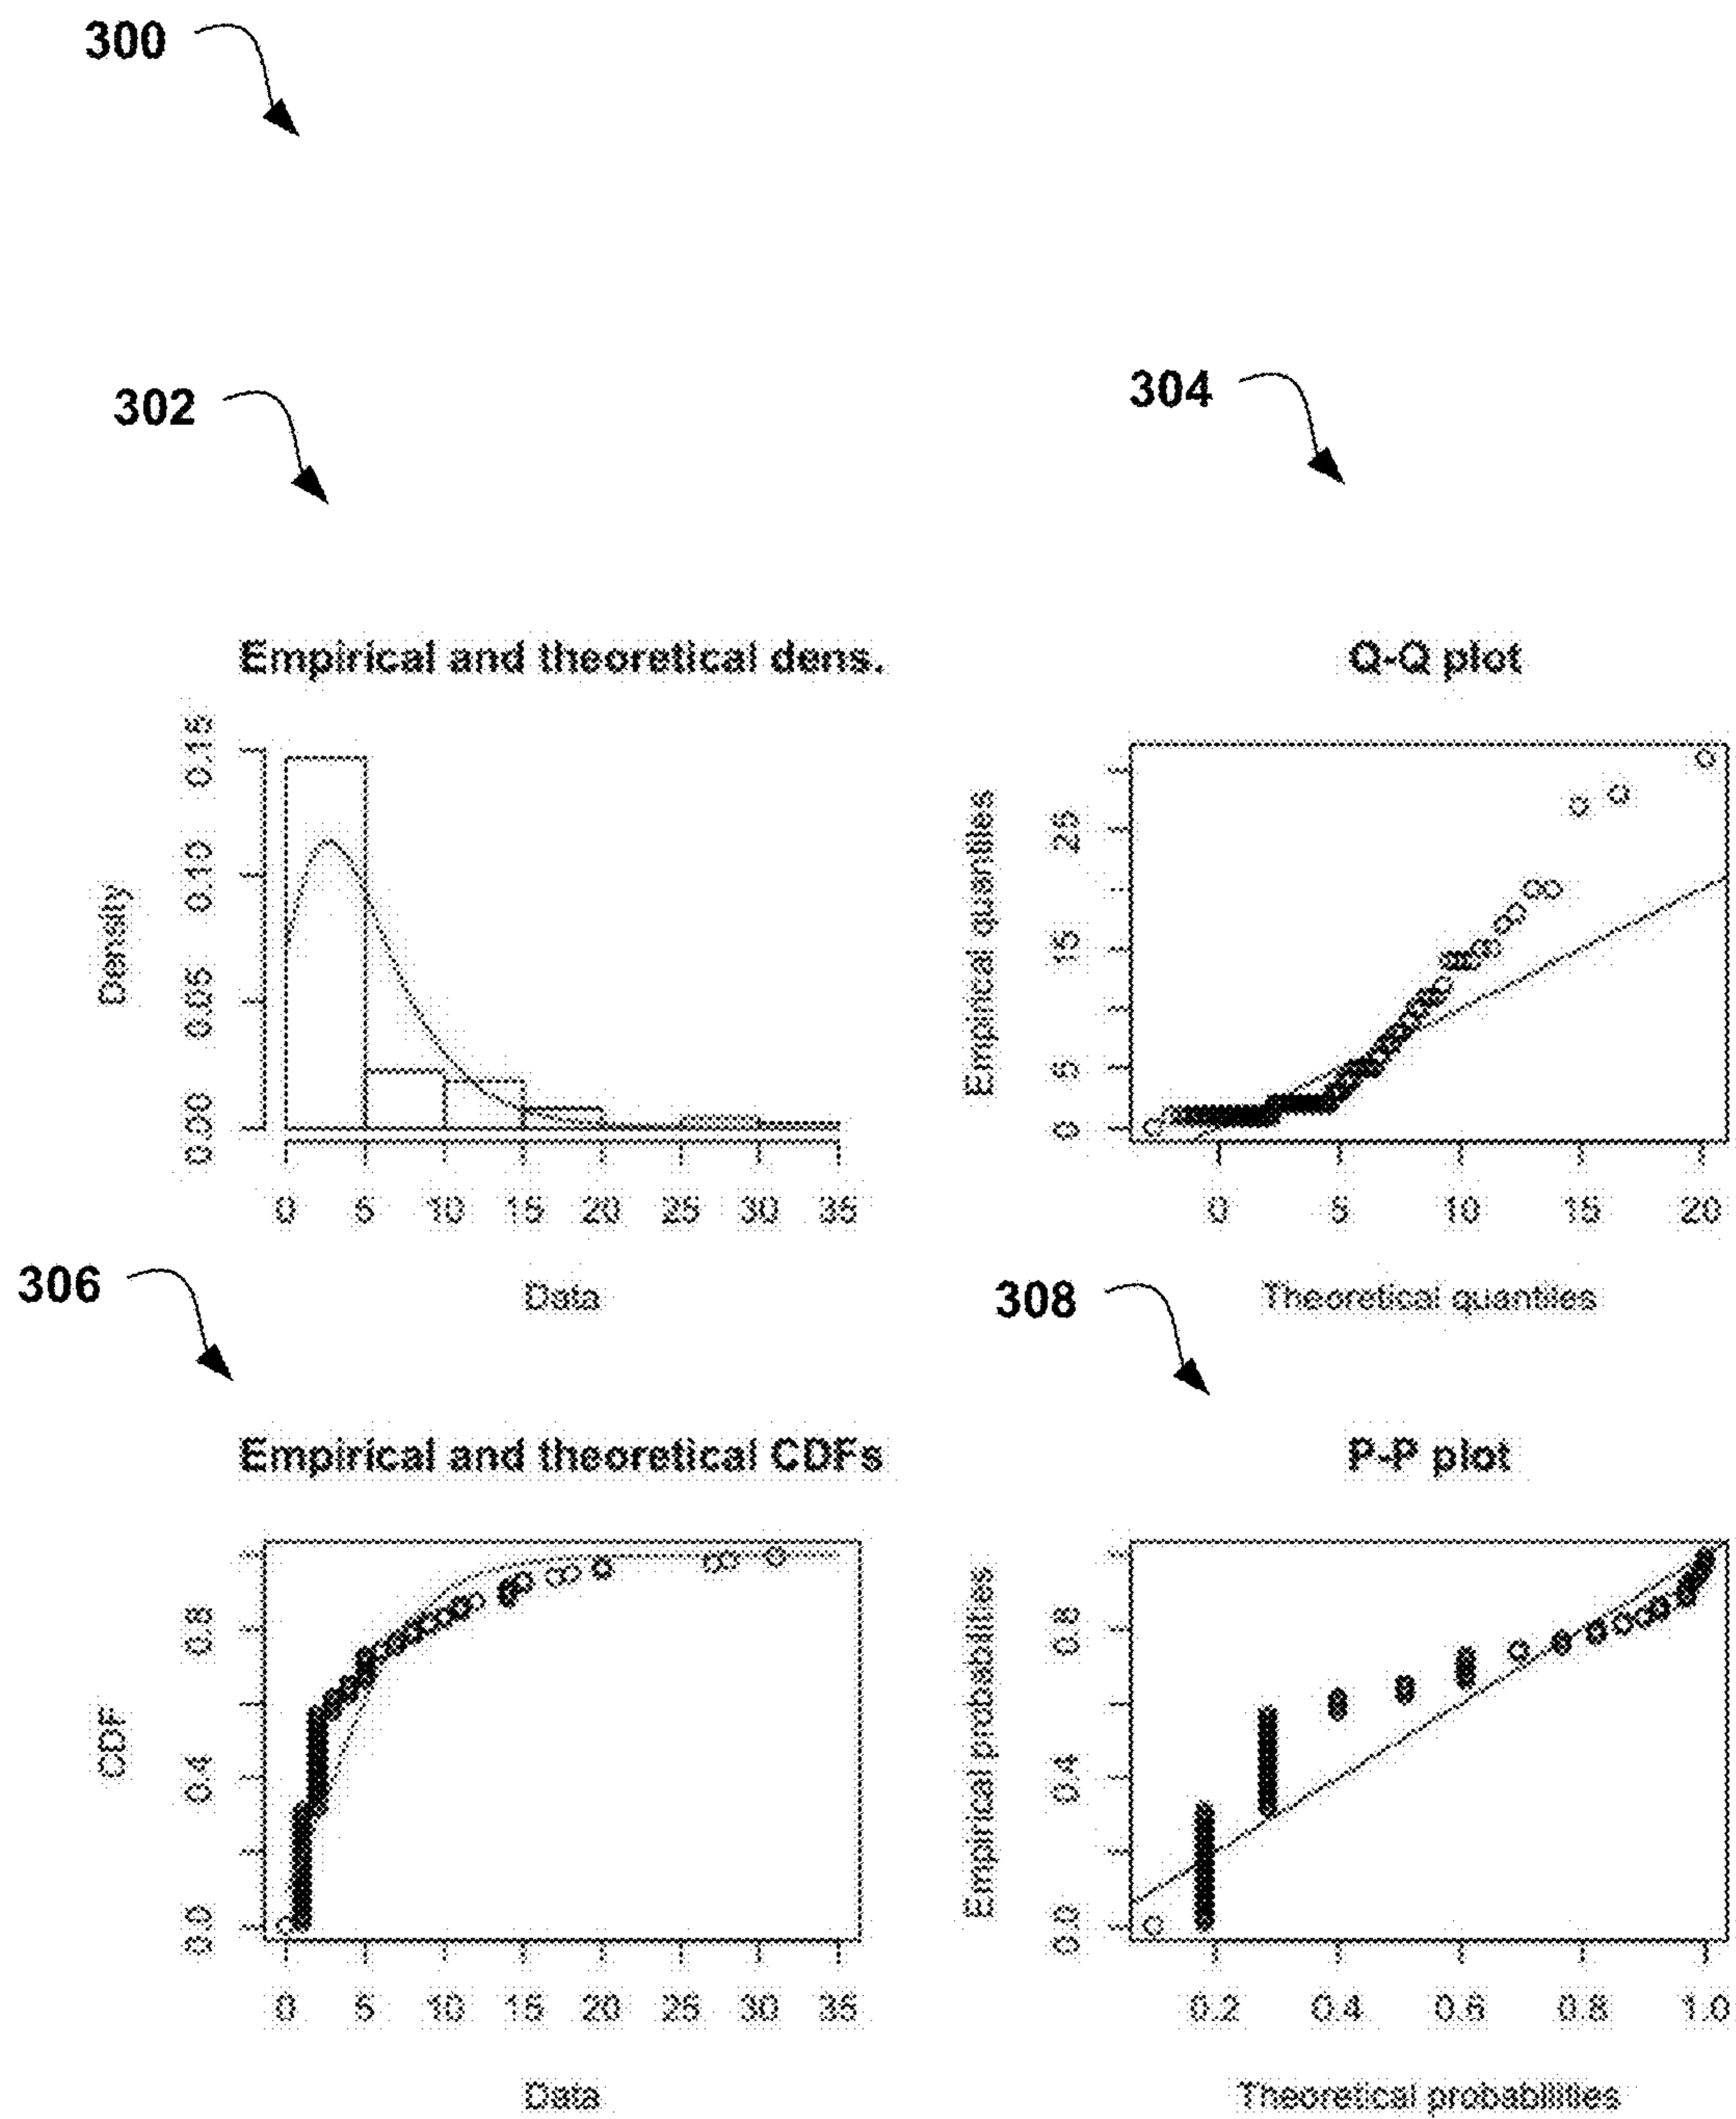 300
302
304
Empirical and theoretical dens.
Density
0.00 0.05 0.10 0.15
0 5 10 15 20 25 30 35
Data
Q-Q plot
Empirical quantiles
0 5 15 25
0 5 10 15 20
Theoretical quantiles
306
308
Empirical and theoretical CDFs
CDF
0.0 0.4 0.8
0 5 10 15 20 25 30 35
Data
P-P plot
Empirical probabilities
0.0 0.4 0.8
0.2 0.4 0.6 0.8 1.0
Theoretical probabilities